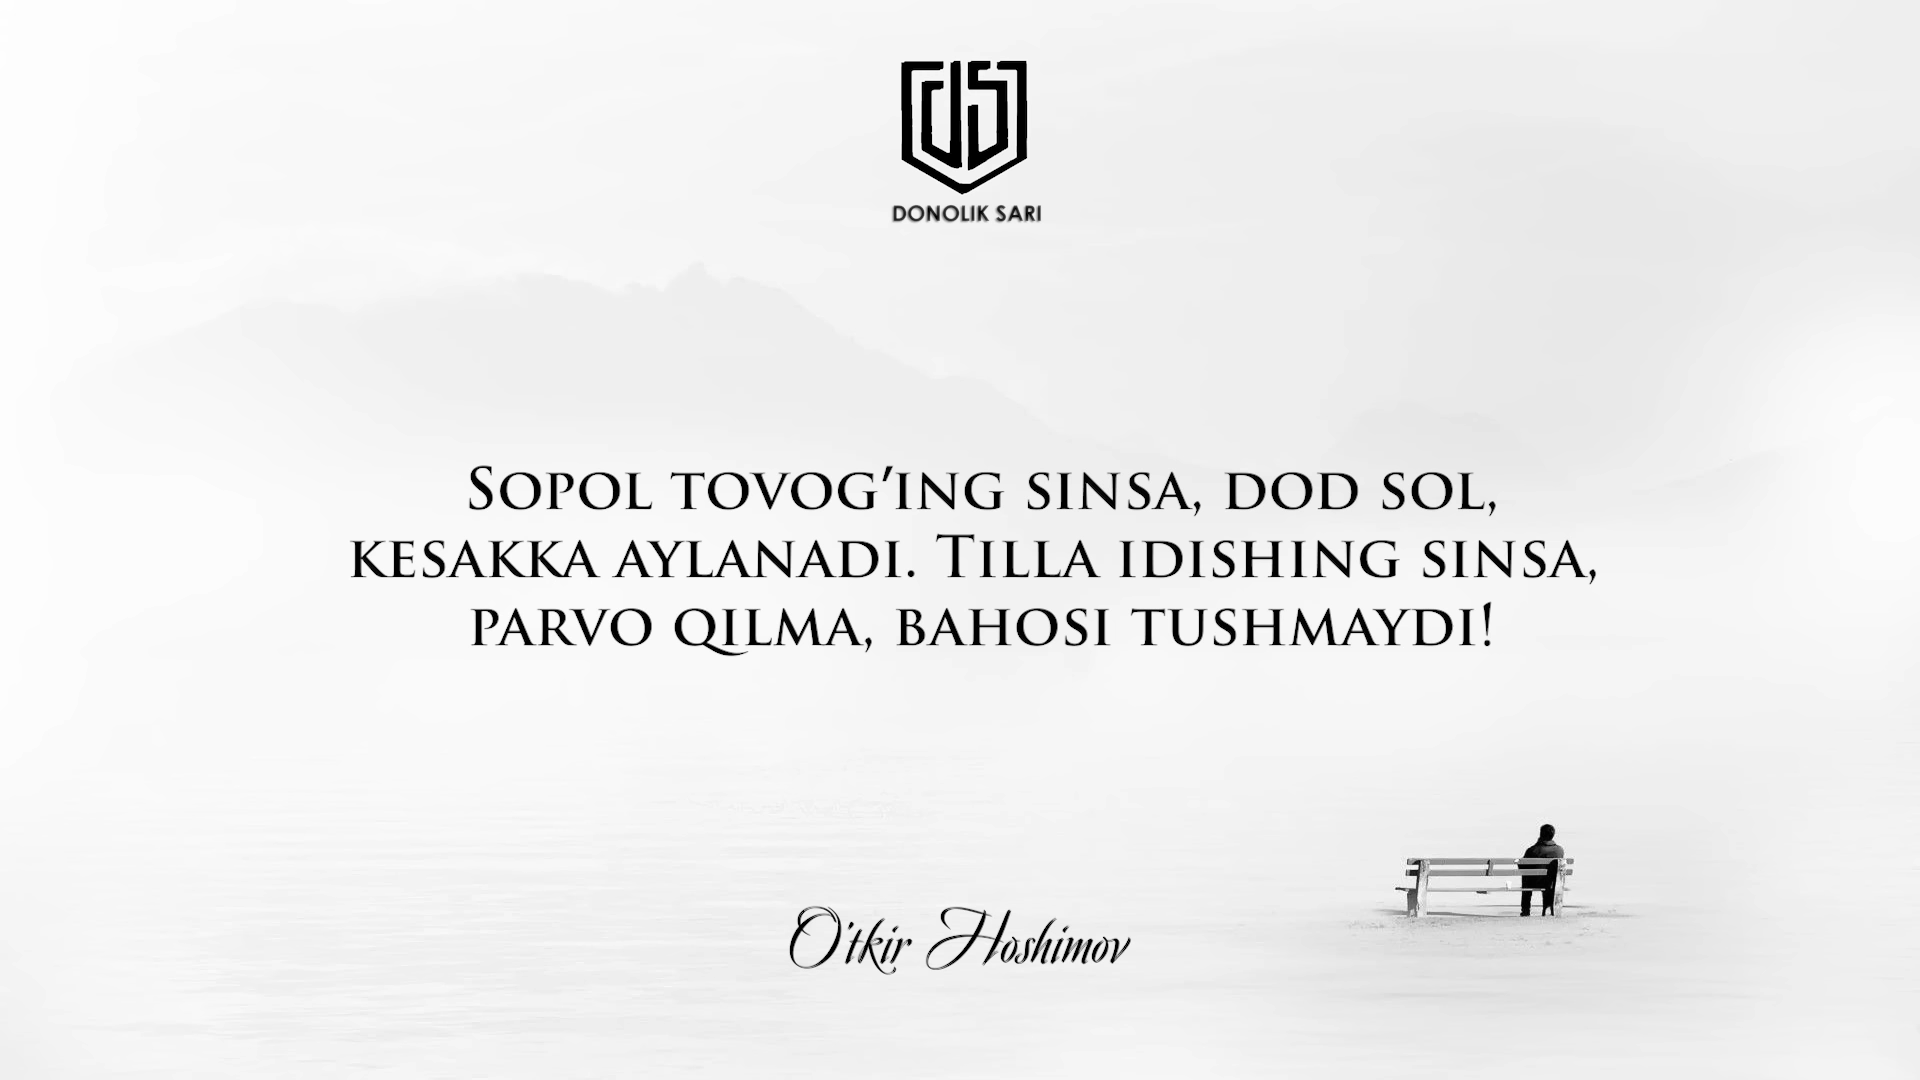 DONOLIK SARI
Sopol tovog'ing sinsa, dod sol,
kesakka aylanadi. Tilla idishing sinsa,
parvo qilma, bahosi tushmaydi!
O'tkir Hoshimov